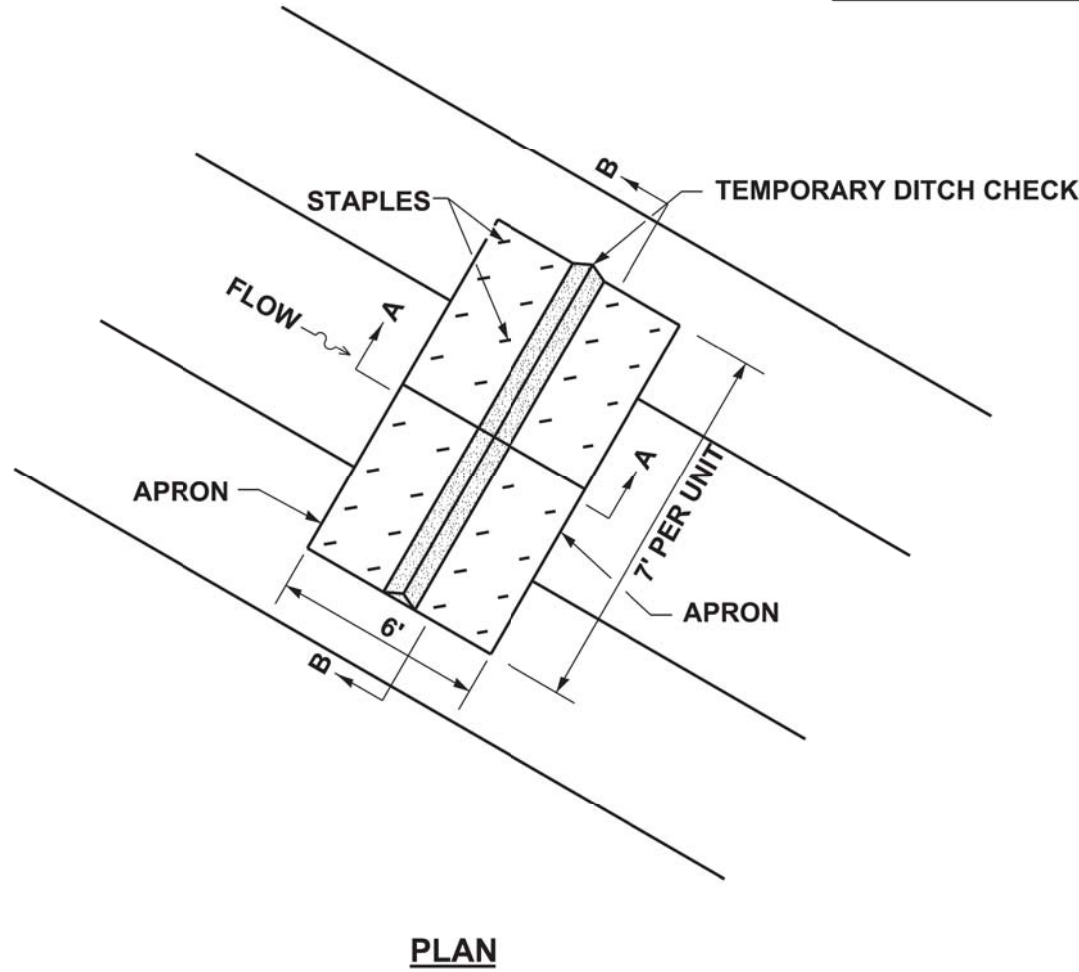 B
TEMPORARY DITCH CHECK
STAPLES
FLOW
A
A
7' PER UNIT
APRON
APRON
6'
B
PLAN